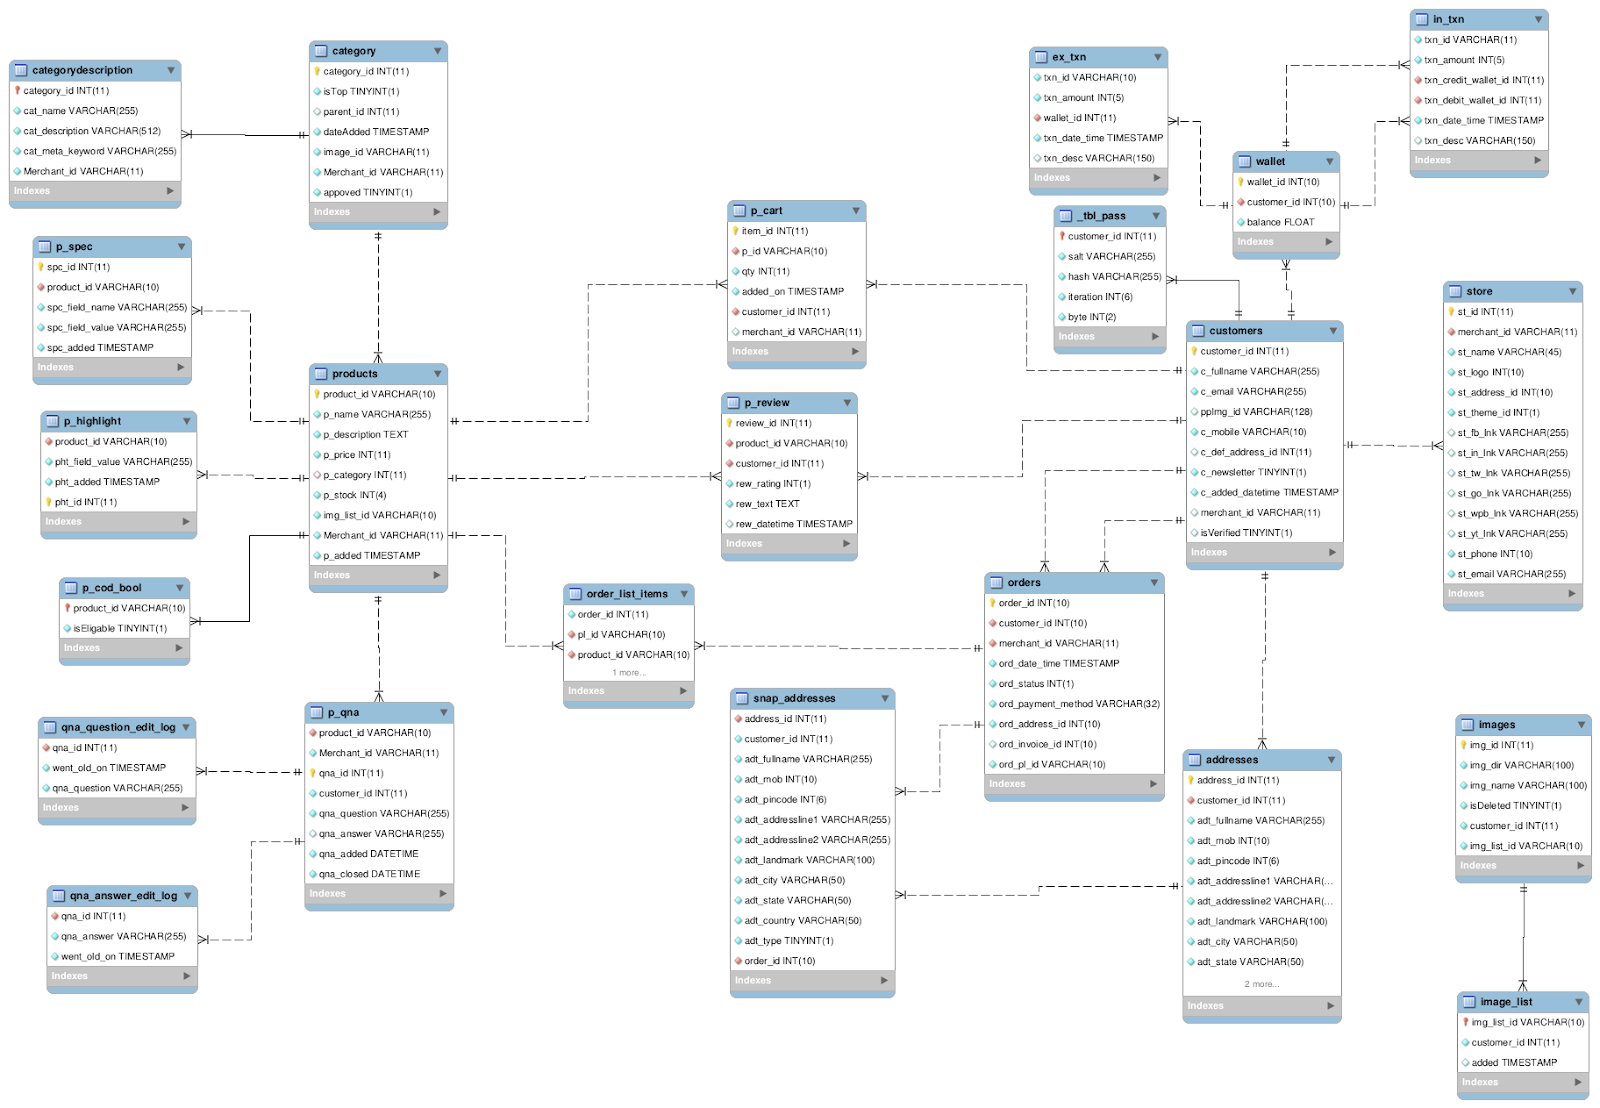 categorydescription
category_id INT(11)
cat_name VARCHAR(255)
cat_description VARCHAR(512)
cat_meta_keyword VARCHAR(255)
Merchant_id VARCHAR(11)
Indexes
category
category_id INT(11)
isTop TINYINT(1)
parent_id INT(11)
dateAdded TIMESTAMP
image_id VARCHAR(11)
Merchant_id VARCHAR(11)
appoved TINYINT(1)
Indexes
p_spec
spc_id INT(11)
product_id VARCHAR(10)
spc_field_name VARCHAR(255)
spc_field_value VARCHAR(255)
spc_added TIMESTAMP
Indexes
p_highlight
product_id VARCHAR(10)
pht_field_value VARCHAR(255)
pht_added TIMESTAMP
pht_id INT(11)
Indexes
p_cod_bool
product_id VARCHAR(10)
isEligable TINYINT(1)
Indexes
products
product_id VARCHAR(10)
p_name VARCHAR(255)
p_description TEXT
p_price INT(11)
p_category INT(11)
p_stock INT(4)
img_list_id VARCHAR(10)
Merchant_id VARCHAR(11)
p_added TIMESTAMP
Indexes
qna_question_edit_log
qna_id INT(11)
went_old_on TIMESTAMP
qna_question VARCHAR(255)
Indexes
qna_answer_edit_log
qna_id INT(11)
qna_answer VARCHAR(255)
went_old_on TIMESTAMP
Indexes
p_qna
product_id VARCHAR(10)
Merchant_id VARCHAR(11)
qna_id INT(11)
customer_id INT(11)
qna_question VARCHAR(255)
qna_answer VARCHAR(255)
qna_added DATETIME
qna_closed DATETIME
Indexes
p_cart
item_id INT(11)
p_id VARCHAR(10)
qty INT(11)
added_on TIMESTAMP
customer_id INT(11)
merchant_id VARCHAR(11)
Indexes
p_review
review_id INT(11)
product_id VARCHAR(10)
customer_id INT(11)
rew_rating INT(1)
rew_text TEXT
rew_datetime TIMESTAMP
Indexes
order_list_items
order_id INT(11)
pl_id VARCHAR(10)
product_id VARCHAR(10)
1 more...
Indexes
snap_addresses
address_id INT(11)
customer_id INT(11)
adt_fullname VARCHAR(255)
adt_mob INT(10)
adt_pincode INT(6)
adt_addressline1 VARCHAR(255)
adt_addressline2 VARCHAR(255)
adt_landmark VARCHAR(100)
adt_city VARCHAR(50)
adt_state VARCHAR(50)
adt_country VARCHAR(50)
adt_type TINYINT(1)
order_id INT(10)
Indexes
ex_txn
txn_id VARCHAR(10)
txn_amount INT(5)
wallet_id INT(11)
txn_date_time TIMESTAMP
txn_desc VARCHAR(150)
Indexes
_tbl_pass
customer_id INT(11)
salt VARCHAR(255)
hash VARCHAR(255)
iteration INT(6)
byte INT(2)
Indexes
in_txn
txn_id VARCHAR(11)
txn_amount INT(5)
txn_credit_wallet_id INT(11)
txn_debit_wallet_id INT(11)
txn_date_time TIMESTAMP
txn_desc VARCHAR(150)
Indexes
wallet
wallet_id INT(10)
customer_id INT(10)
balance FLOAT
Indexes
customers
customer_id INT(11)
c_fullname VARCHAR(255)
c_email VARCHAR(255)
ppImg_id VARCHAR(128)
c_mobile VARCHAR(10)
c_def_address_id INT(11)
c_newsletter TINYINT(1)
c_added_datetime TIMESTAMP
merchant_id VARCHAR(11)
isVerified TINYINT(1)
Indexes
store
st_id INT(11)
merchant_id VARCHAR(11)
st_name VARCHAR(45)
st_logo INT(10)
st_address_id INT(10)
st_theme_id INT(1)
st_fb_lnk VARCHAR(255)
st_in_lnk VARCHAR(255)
st_tw_lnk VARCHAR(255)
st_go_lnk VARCHAR(255)
st_wpb_lnk VARCHAR(255)
st_yt_lnk VARCHAR(255)
st_phone INT(10)
st_email VARCHAR(255)
Indexes
orders
order_id INT(10)
customer_id INT(10)
merchant_id VARCHAR(11)
ord_date_time TIMESTAMP
ord_status INT(1)
ord_payment_method VARCHAR(32)
ord_address_id INT(10)
ord_invoice_id INT(10)
ord_pl_id VARCHAR(10)
Indexes
addresses
address_id INT(11)
customer_id INT(11)
adt_fullname VARCHAR(255)
adt_mob INT(10)
adt_pincode INT(6)
adt_addressline1 VARCHAR(...
adt_addressline2 VARCHAR(...
adt_landmark VARCHAR(100)
adt_city VARCHAR(50)
adt_state VARCHAR(50)
2 more...
Indexes
images
img_id INT(11)
img_dir VARCHAR(100)
img_name VARCHAR(100)
isDeleted TINYINT(1)
customer_id INT(11)
img_list_id VARCHAR(10)
Indexes
image_list
img_list_id VARCHAR(10)
customer_id INT(11)
added TIMESTAMP
Indexes